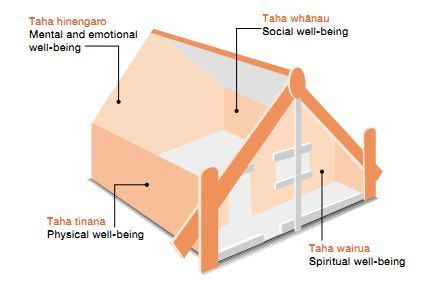 Taha hinengaro
Mental and emotional
well-being
Taha whānau
Social well-being
Taha tinana
Physical well-being
Taha wairua
Spiritual well-being